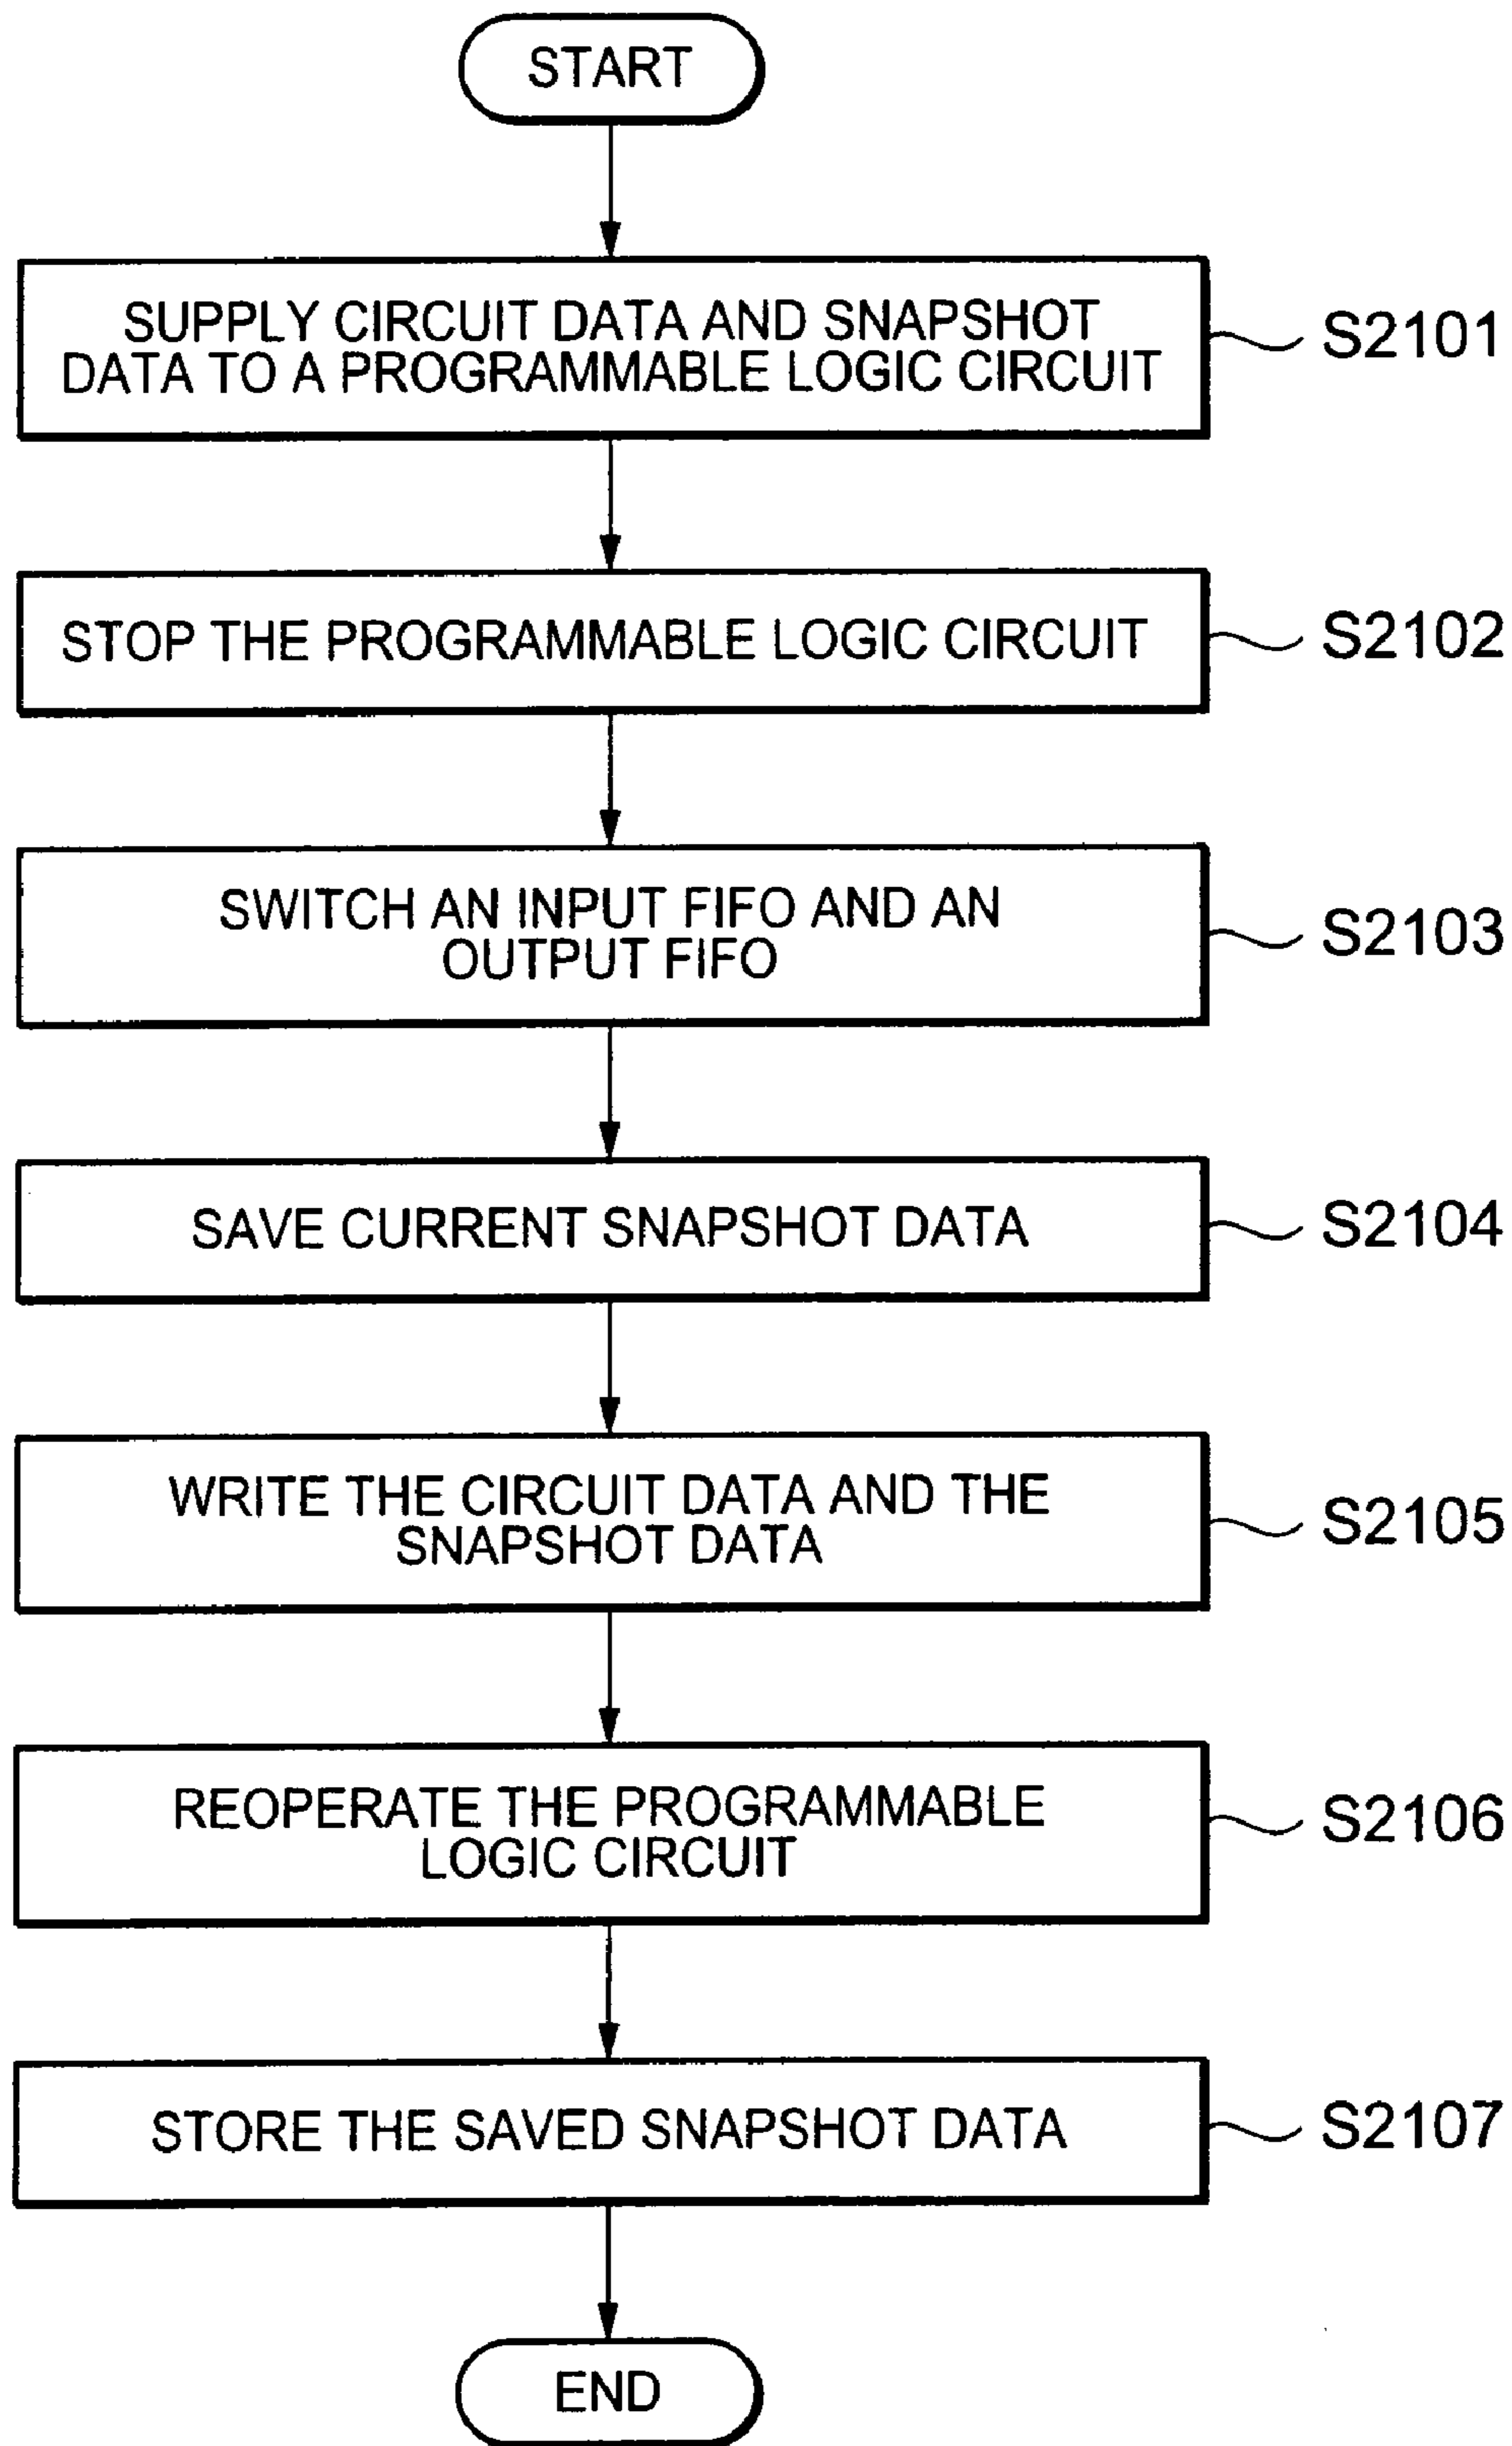 START
SUPPLY CIRCUIT DATA AND SNAPSHOT
DATA TO A PROGRAMMABLE LOGIC CIRCUIT
S2101
STOP THE PROGRAMMABLE LOGIC CIRCUIT
S2102
SWITCH AN INPUT FIFO AND AN
OUTPUT FIFO
S2103
SAVE CURRENT SNAPSHOT DATA
S2104
WRITE THE CIRCUIT DATA AND THE
SNAPSHOT DATA
S2105
REOPERATE THE PROGRAMMABLE
LOGIC CIRCUIT
S2106
STORE THE SAVED SNAPSHOT DATA
S2107
END